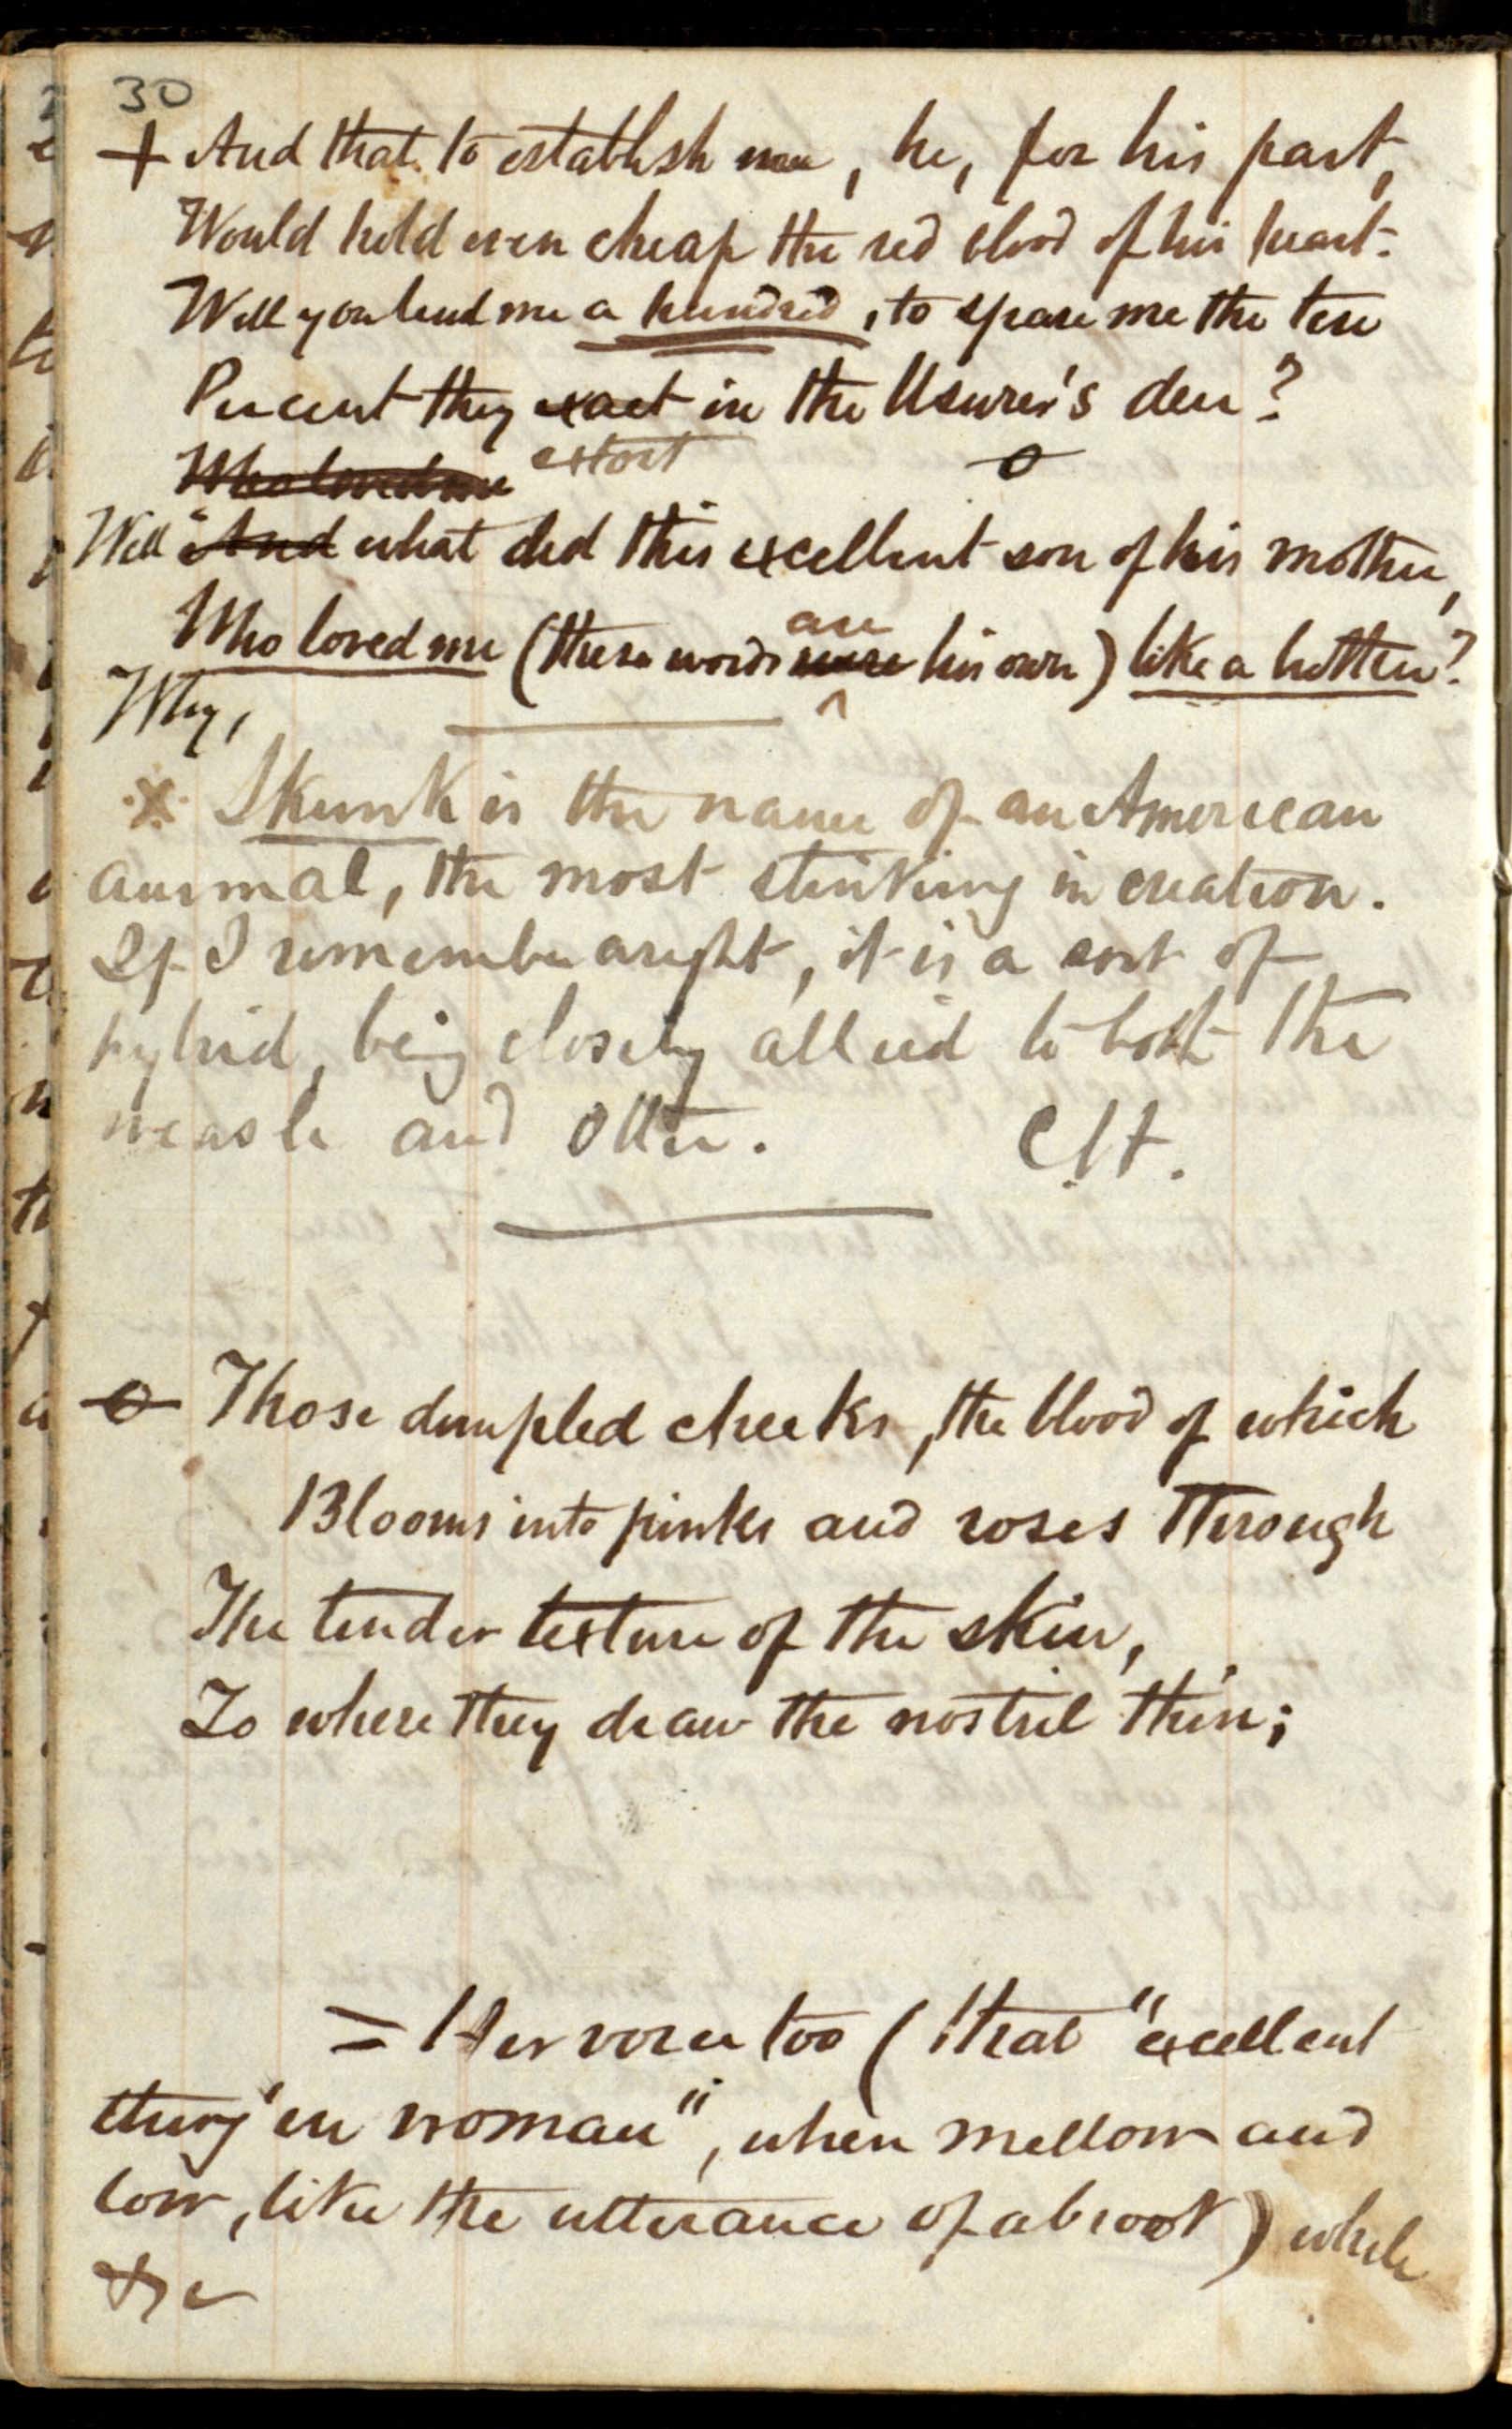 30
+ And that to establish me, he, for his part,
Would hold even cheap the red blood of his heart.
Will you lend me a hundred, to spare me the ten
Percent they exact in the Usurer's den?
Who loved me extort
o
Well "And what did this excellent son of his mother,
are
Who loved me (these words were his own) like a brother?
^
Why,
·x· Skunk is the name of an American
animal, the most stinking in creation.
If I remember aright, it is a sort of
hybrid, being closely allied to both the
weasle and Otter. C.H.
o Those dimpled cheeks, the blood of which
Blooms into pinks and roses through
The tender texture of the skin,
To where they draw the nostril thin;
= Her voice too (that "excellent
thing in woman", when mellow and
low, like the utterance of a brook) while
&c